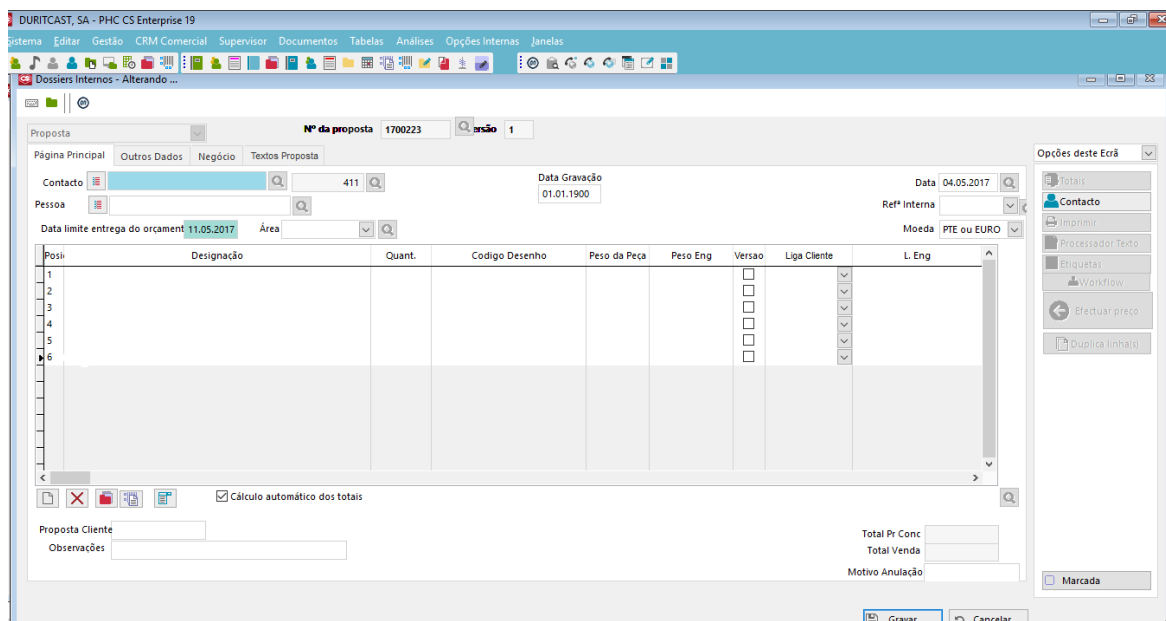 DURITCAST, SA - PHC CS Enterprise 19
Sistema Editar Gestão CRM Comercial Supervisor Documentos Tabelas Análises Opções Internas Janelas
Dossiers Internos - Alterando ...
Proposta Nº da proposta 1700223 ersão 1
Página Principal Outros Dados Negócio Textos Proposta Opções deste Ecrã
Contacto 411 Data Gravação Data 04.05.2017 Totais
01.01.1900
Pessoa Refª Interna Contacto
Data limite entrega do orçament 11.05.2017 Área Moeda PTE ou EURO Imprimir
Processador Texto
Posi Designação Quant. Codigo Desenho Peso da Peça Peso Eng Versao Liga Cliente L. Eng
Etiquetas
1
Workflow
2
3 Efectuar preço
4
5 Duplica linha(s)
6
Cálculo automático dos totais
Proposta Cliente Total Pr Conc
Observações Total Venda
Motivo Anulação
Marcada
Gravar Cancelar